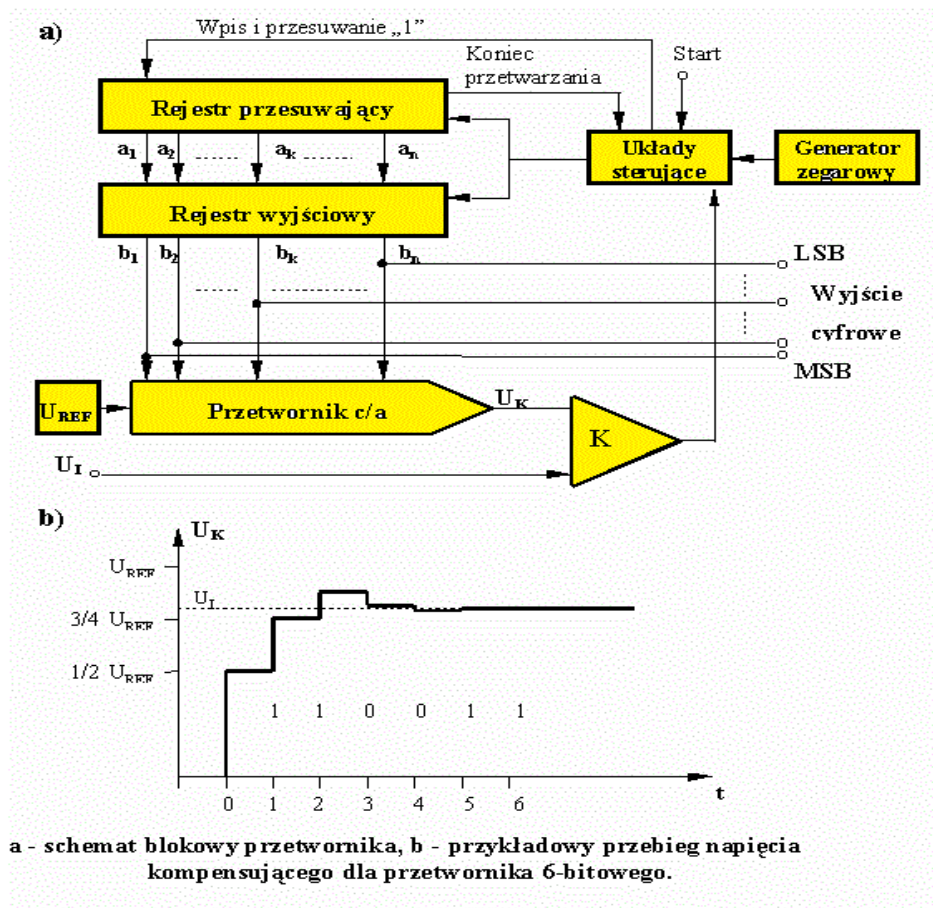 a)
Wpis i przesuwanie „1”
Koniec
przetwarzania
Start
Rejestr przesuwający
a1 a2 ...... ak ........ an
Układy
sterujące
Generator
zegarowy
Rejestr wyjściowy
b1 b2 bk bn
LSB
Wyjście
cyfrowe
MSB
UREF
Przetwornik c/a
UK
K
UI
b)
UK
UREF
UI
3/4 UREF
1/2 UREF
1 1 0 0 1 1
0 1 2 3 4 5 6
t
a - schemat blokowy przetwornika, b - przykładowy przebieg napięcia
kompensującego dla przetwornika 6-bitowego.